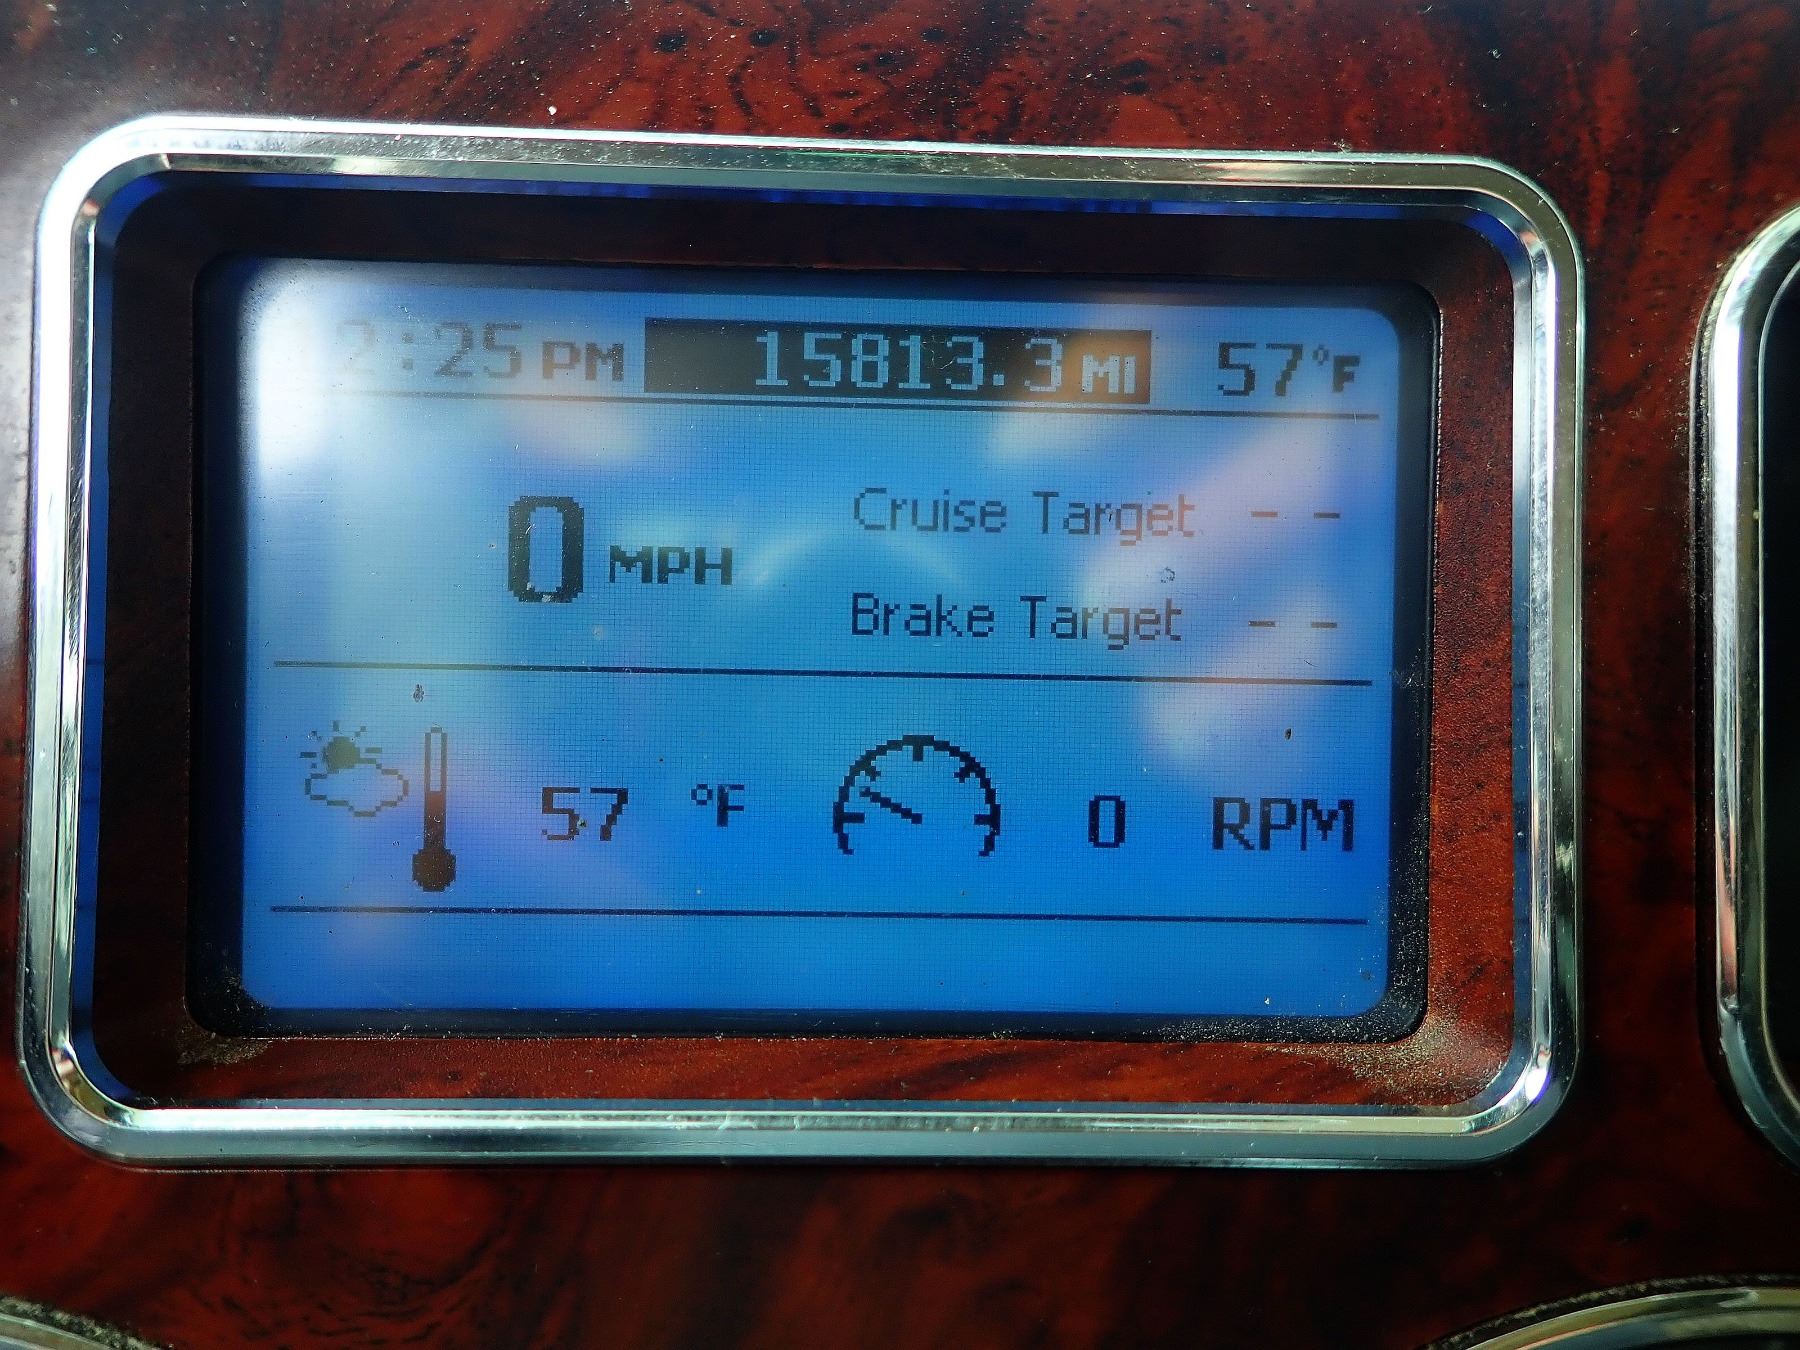 2:25 PM 15813.3 MI 57°F
0 MPH
Cruise Target --
Brake Target --
57 °F 0 RPM